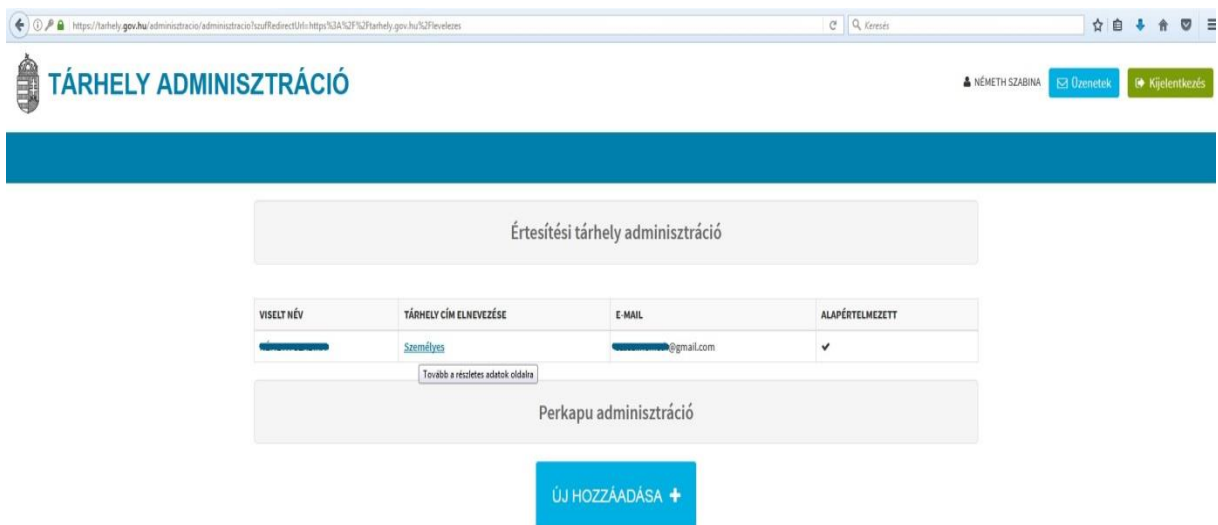 https://tarhely.gov.hu/adminisztracio/adminisztracio?szufRedirectUrl=https%3A%2F%2Ftarhely.gov.hu%2Flevelezes
Keresés
TÁRHELY ADMINISZTRÁCIÓ
NÉMETH SZABINA
Üzenetek
Kijelentkezés
Értesítési tárhely adminisztráció
VISELT NÉV TÁRHELY CÍM ELNEVEZÉSE E-MAIL ALAPÉRTELMEZETT
Személyes @gmail.com
Tovább a részletes adatok oldalra
Perkapu adminisztráció
ÚJ HOZZÁADÁSA +